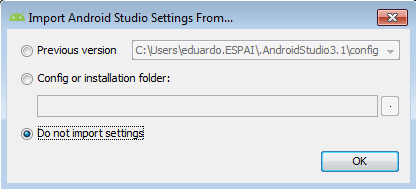 Import Android Studio Settings From...
Previous version C:\Users\eduardo.ESPAI\.AndroidStudio3.1\config
Config or installation folder:
.
Do not import settings
OK